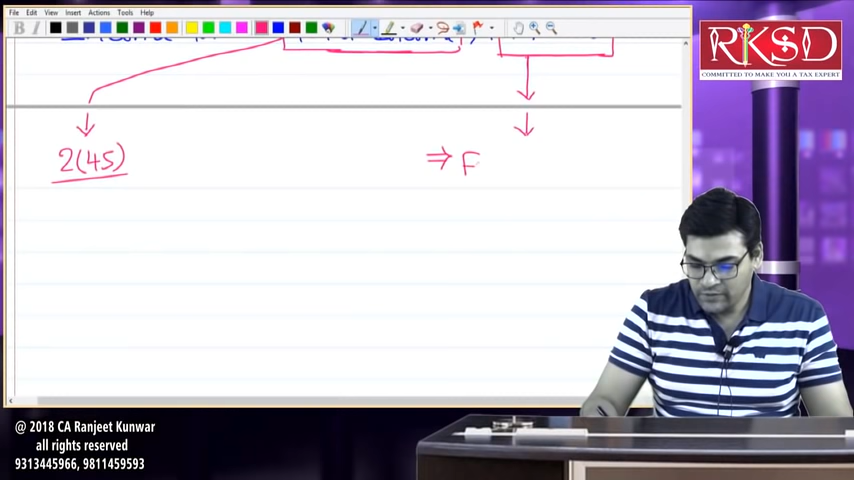 File Edit View Actions Tools Help
B I
2(45)
⇒ F
RKSD
COMMITTED TO MAKE YOU A TAX EXPERT
@ 2018 CA Ranjeet Kunwar
all rights reserved
9313445966, 9811459593